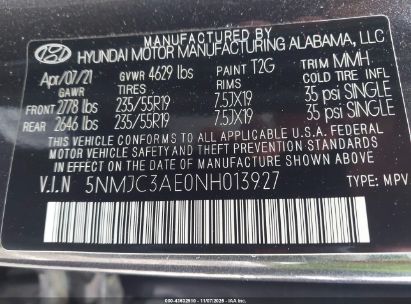 MANUFACTURED BY
HYUNDAI MOTOR MANUFACTURING ALABAMA, LLC
Apr/07/21 GVWR 4629 lbs PAINT T2G TRIM MMH
GAWR TIRES RIMS COLD TIRE INFL.
FRONT 2778 lbs 235/55R19 7.5JX19 35 psi SINGLE
REAR 2646 lbs 235/55R19 7.5JX19 35 psi SINGLE
THIS VEHICLE CONFORMS TO ALL APPLICABLE U.S.A. FEDERAL
MOTOR VEHICLE SAFETY, BUMPER, AND THEFT PREVENTION STANDARDS IN
EFFECT ON THE DATE OF MANUFACTURE SHOWN ABOVE.
V.I.N 5NMJC3AE0NH013927 TYPE: MPV